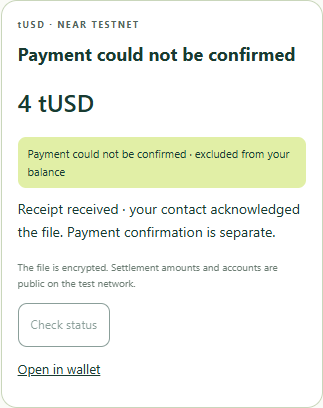 tUSD · NEAR TESTNET
Payment could not be confirmed
4 tUSD
Payment could not be confirmed · excluded from your
balance
Receipt received · your contact acknowledged
the file. Payment confirmation is separate.
The file is encrypted. Settlement amounts and accounts are
public on the test network.
Check status
Open in wallet